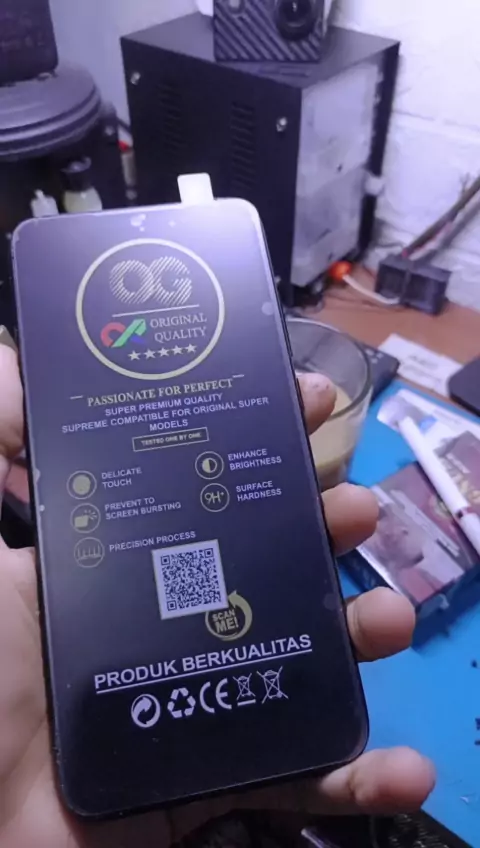 OG
ORIGINAL
QUALITY
PASSIONATE FOR PERFECT
SUPER PREMIUM QUALITY
SUPREME COMPATIBLE FOR ORIGINAL SUPER
MODELS
TESTED ONE BY ONE
DELICATE
TOUCH
ENHANCE
BRIGHTNESS
PREVENT TO
SCREEN BURSTING
9H+
SURFACE
HARDNESS
PRECISION PROCESS
SCAN
ME!
PRODUK BERKUALITAS
CE